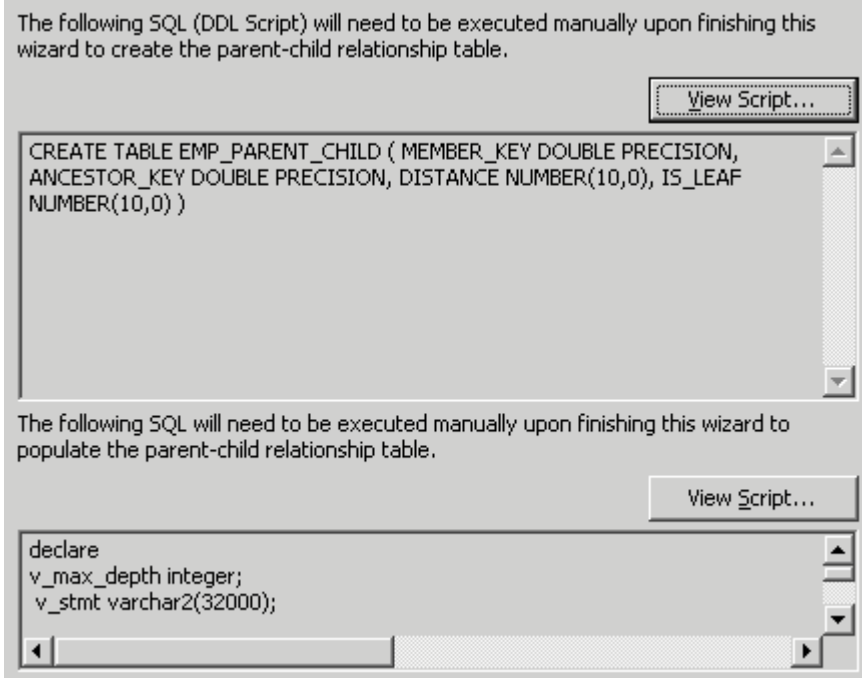 The following SQL (DDL Script) will need to be executed manually upon finishing this
wizard to create the parent-child relationship table.
View Script...
CREATE TABLE EMP_PARENT_CHILD ( MEMBER_KEY DOUBLE PRECISION,
ANCESTOR_KEY DOUBLE PRECISION, DISTANCE NUMBER(10,0), IS_LEAF
NUMBER(10,0) )
The following SQL will need to be executed manually upon finishing this wizard to
populate the parent-child relationship table.
View Script...
declare
v_max_depth integer;
v_stmt varchar2(32000);